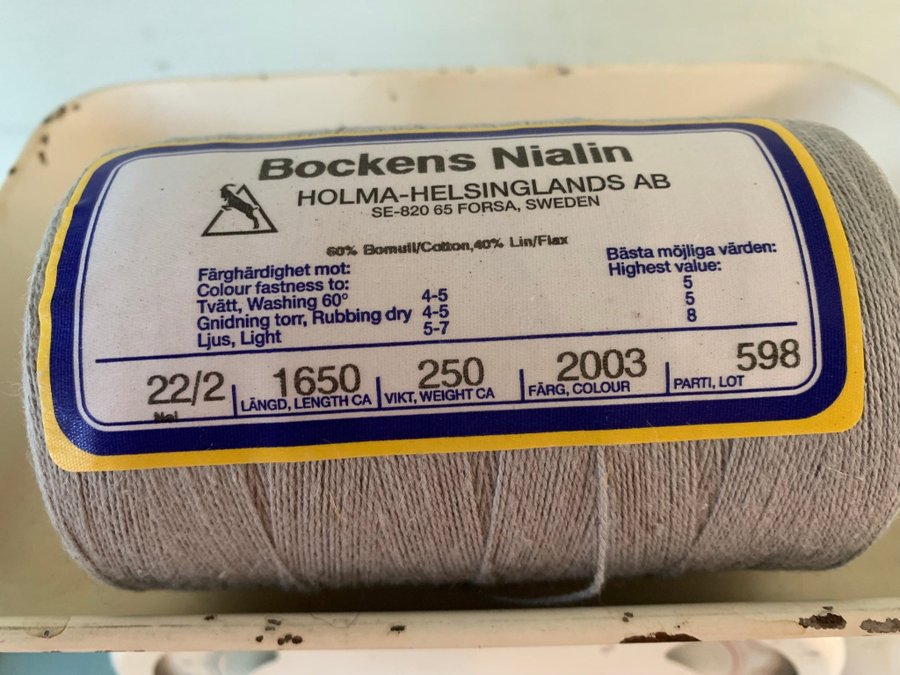 Bockens Nialin
HOLMA-HELSINGLANDS AB
SE-820 65 FORSA, SWEDEN
60% Bomull/Cotton, 40% Lin/Flax
Färghärdighet mot: Bästa möjliga värden:
Colour fastness to: Highest value:
Tvätt, Washing 60° 4-5 5
Gnidning torr, Rubbing dry 4-5 5
Ljus, Light 5-7 8
22/2 1650 250 2003 598
Nel LÄNGD, LENGTH CA VIKT, WEIGHT CA FÄRG, COLOUR PARTI, LOT